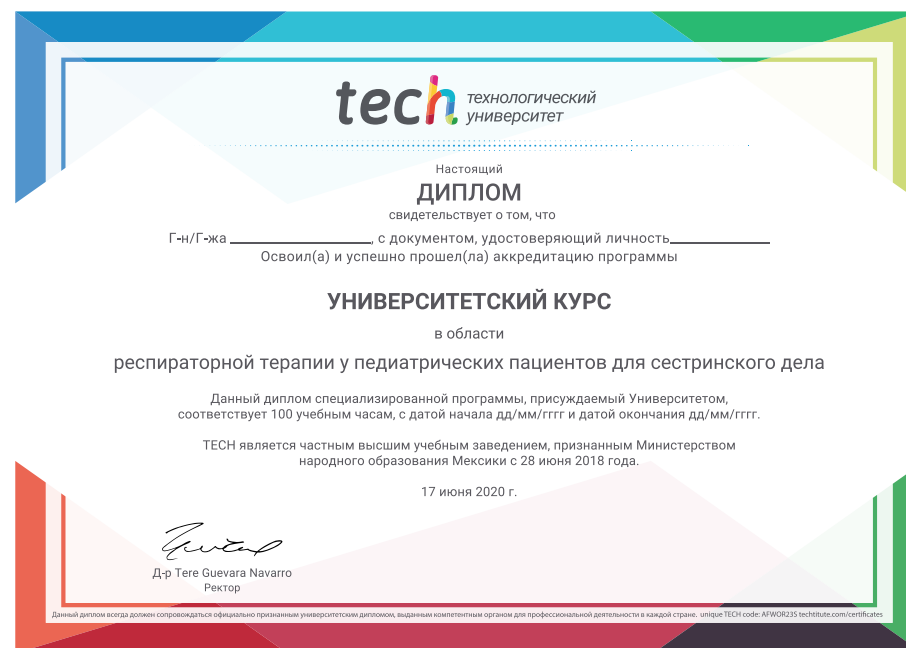 tech технологический
университет
Настоящий
ДИПЛОМ
свидетельствует о том, что
Г-н/Г-жа ____________________, с документом, удостоверяющий личность______________
Освоил(а) и успешно прошел(ла) аккредитацию программы
УНИВЕРСИТЕТСКИЙ КУРС
в области
респираторной терапии у педиатрических пациентов для сестринского дела
Данный диплом специализированной программы, присуждаемый Университетом,
соответствует 100 учебным часам, с датой начала дд/мм/гггг и датой окончания дд/мм/гггг.
TECH является частным высшим учебным заведением, признанным Министерством
народного образования Мексики с 28 июня 2018 года.
17 июня 2020 г.
Д-р Tere Guevara Navarro
Ректор
Данный диплом всегда должен сопровождаться официально признанным университетским дипломом, выданным компетентным органом для профессиональной деятельности в каждой стране. unique TECH code: AFWOR23S techtitute.com/certificates